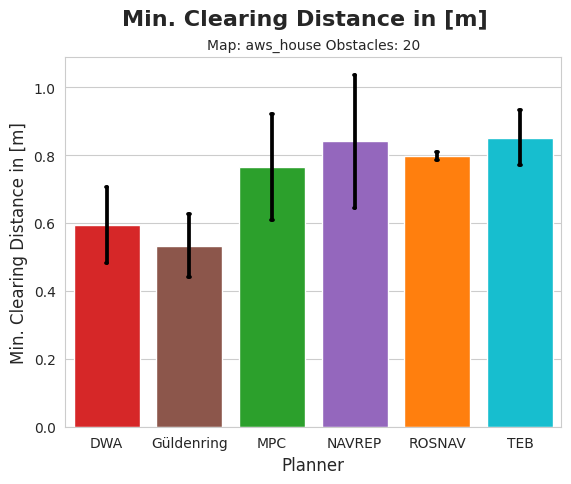 Min. Clearing Distance in [m]
Map: aws_house Obstacles: 20
Min. Clearing Distance in [m]
1.0
0.8
0.6
0.4
0.2
0.0
DWA Güldenring MPC NAVREP ROSNAV TEB
Planner